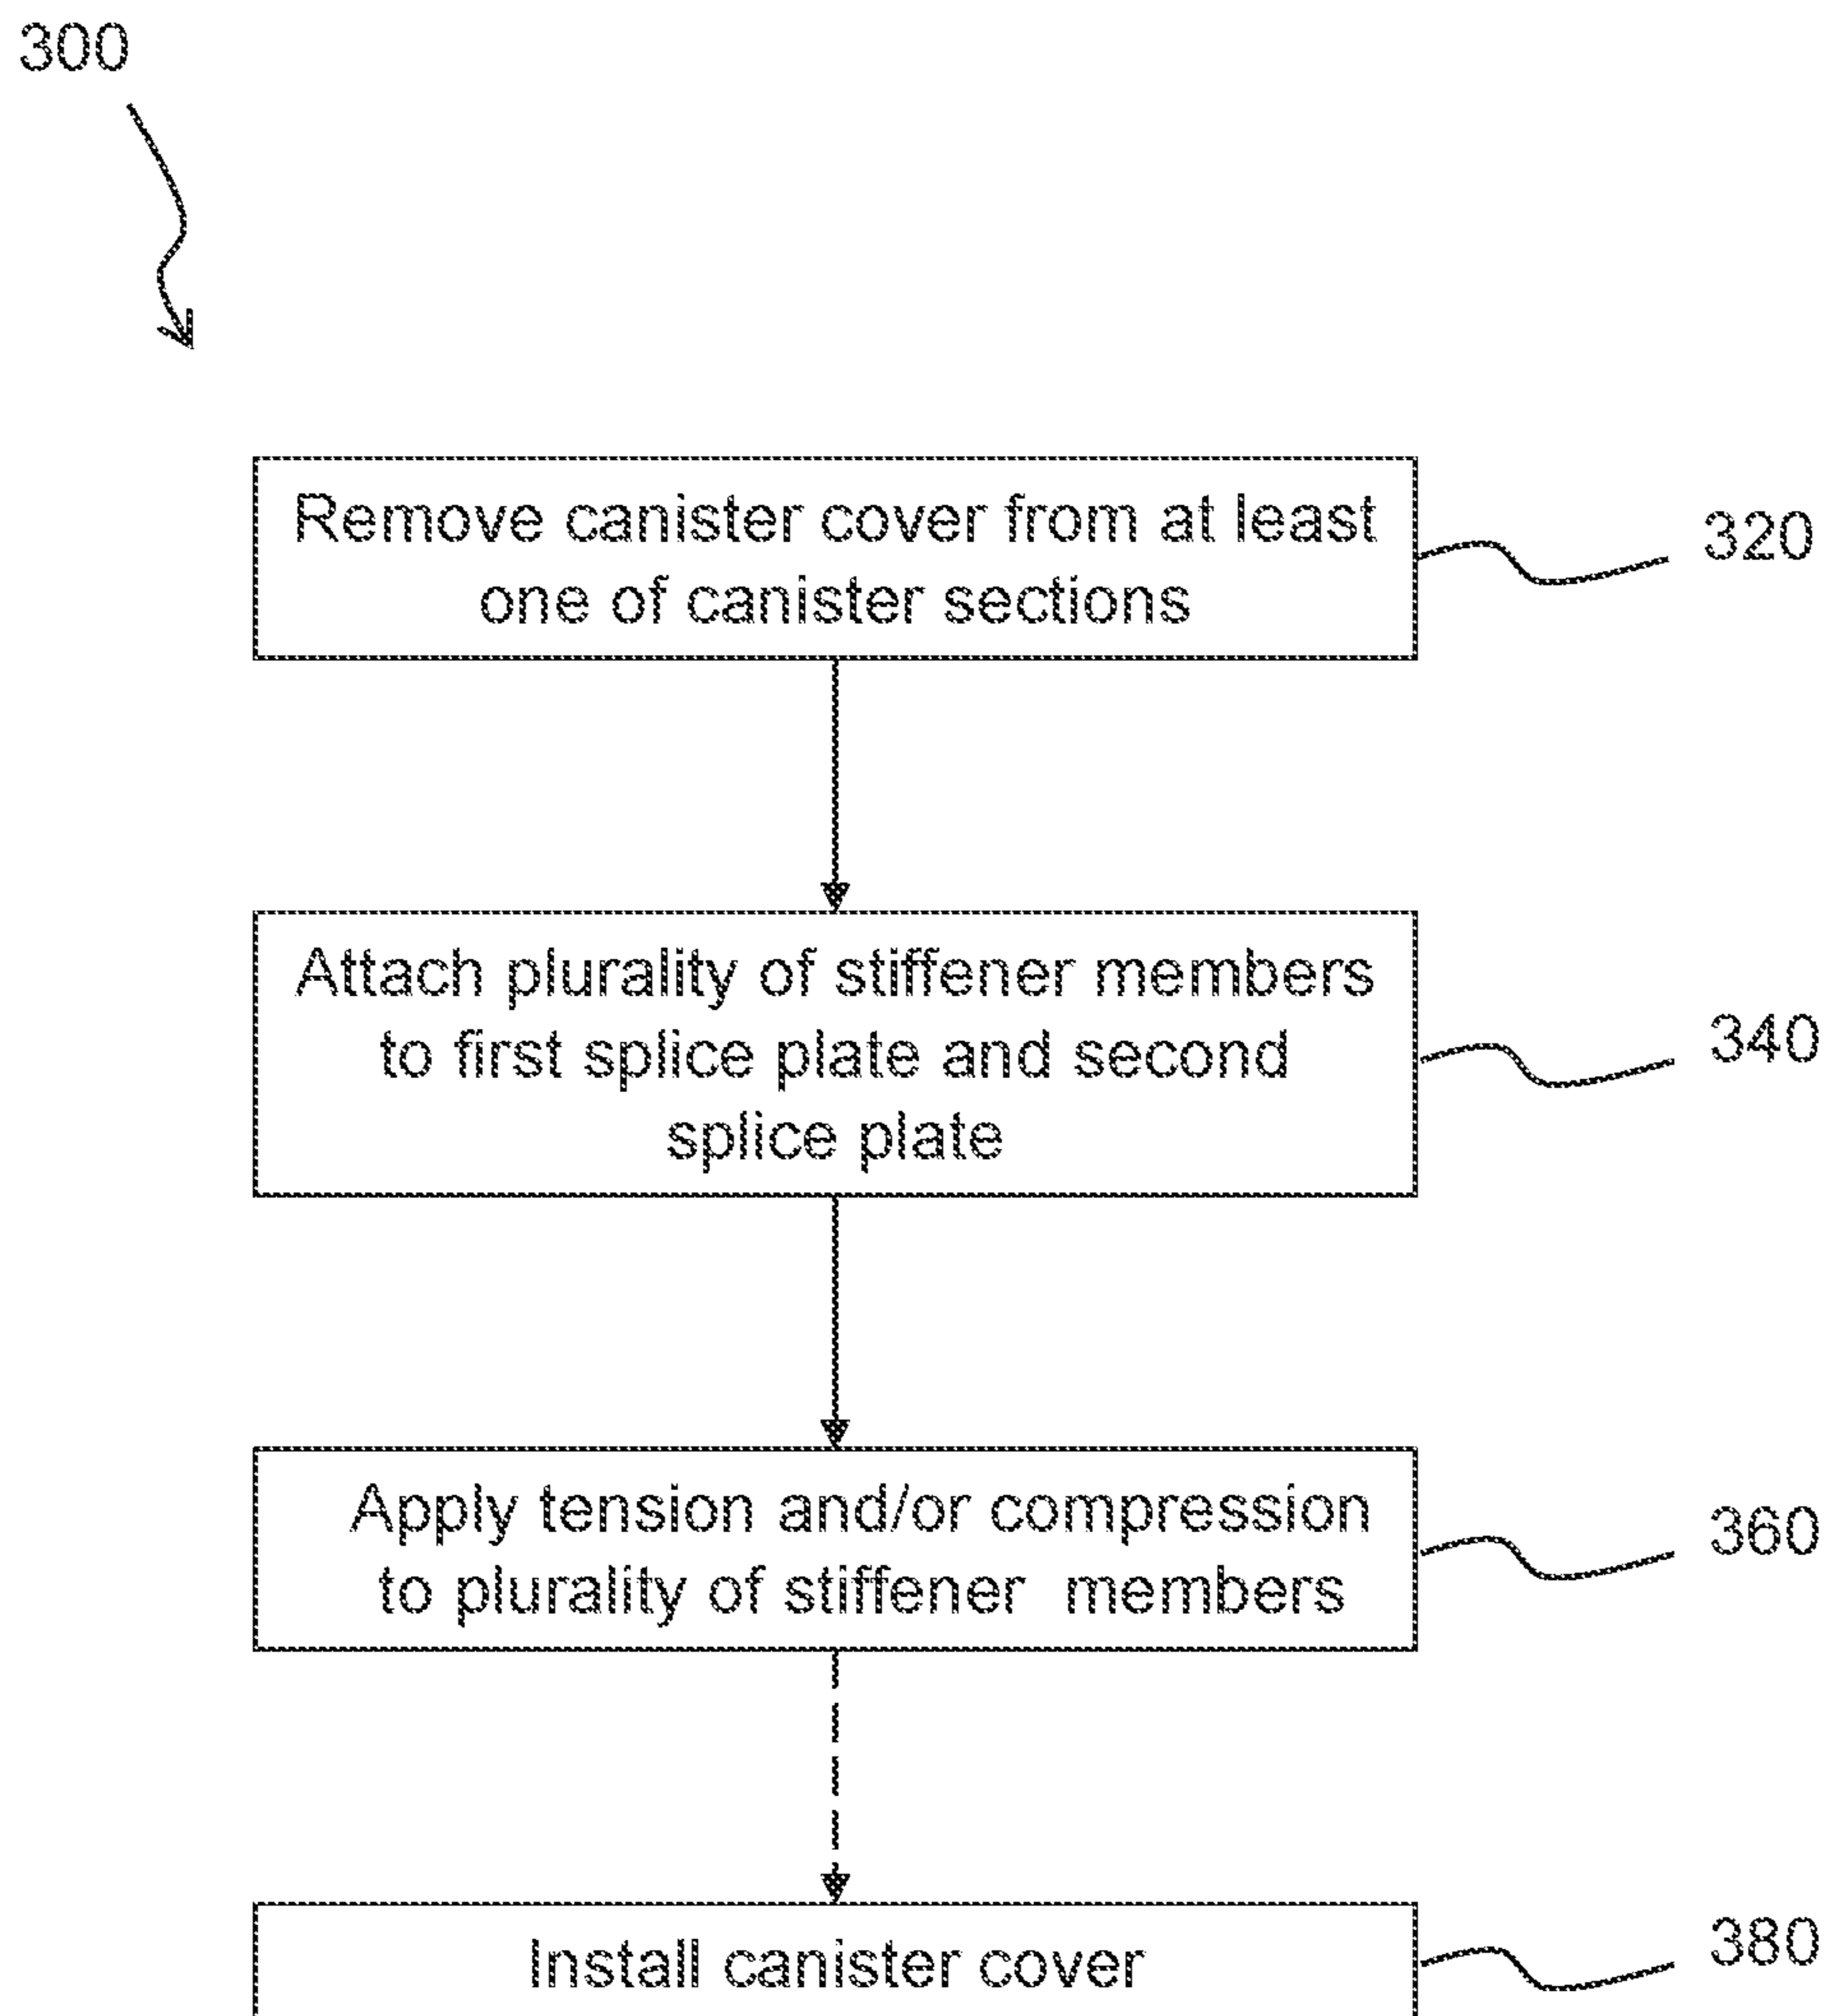 300
Remove canister cover from at least
one of canister sections
320
Attach plurality of stiffener members
to first splice plate and second
splice plate
340
Apply tension and/or compression
to plurality of stiffener members
360
Install canister cover
380